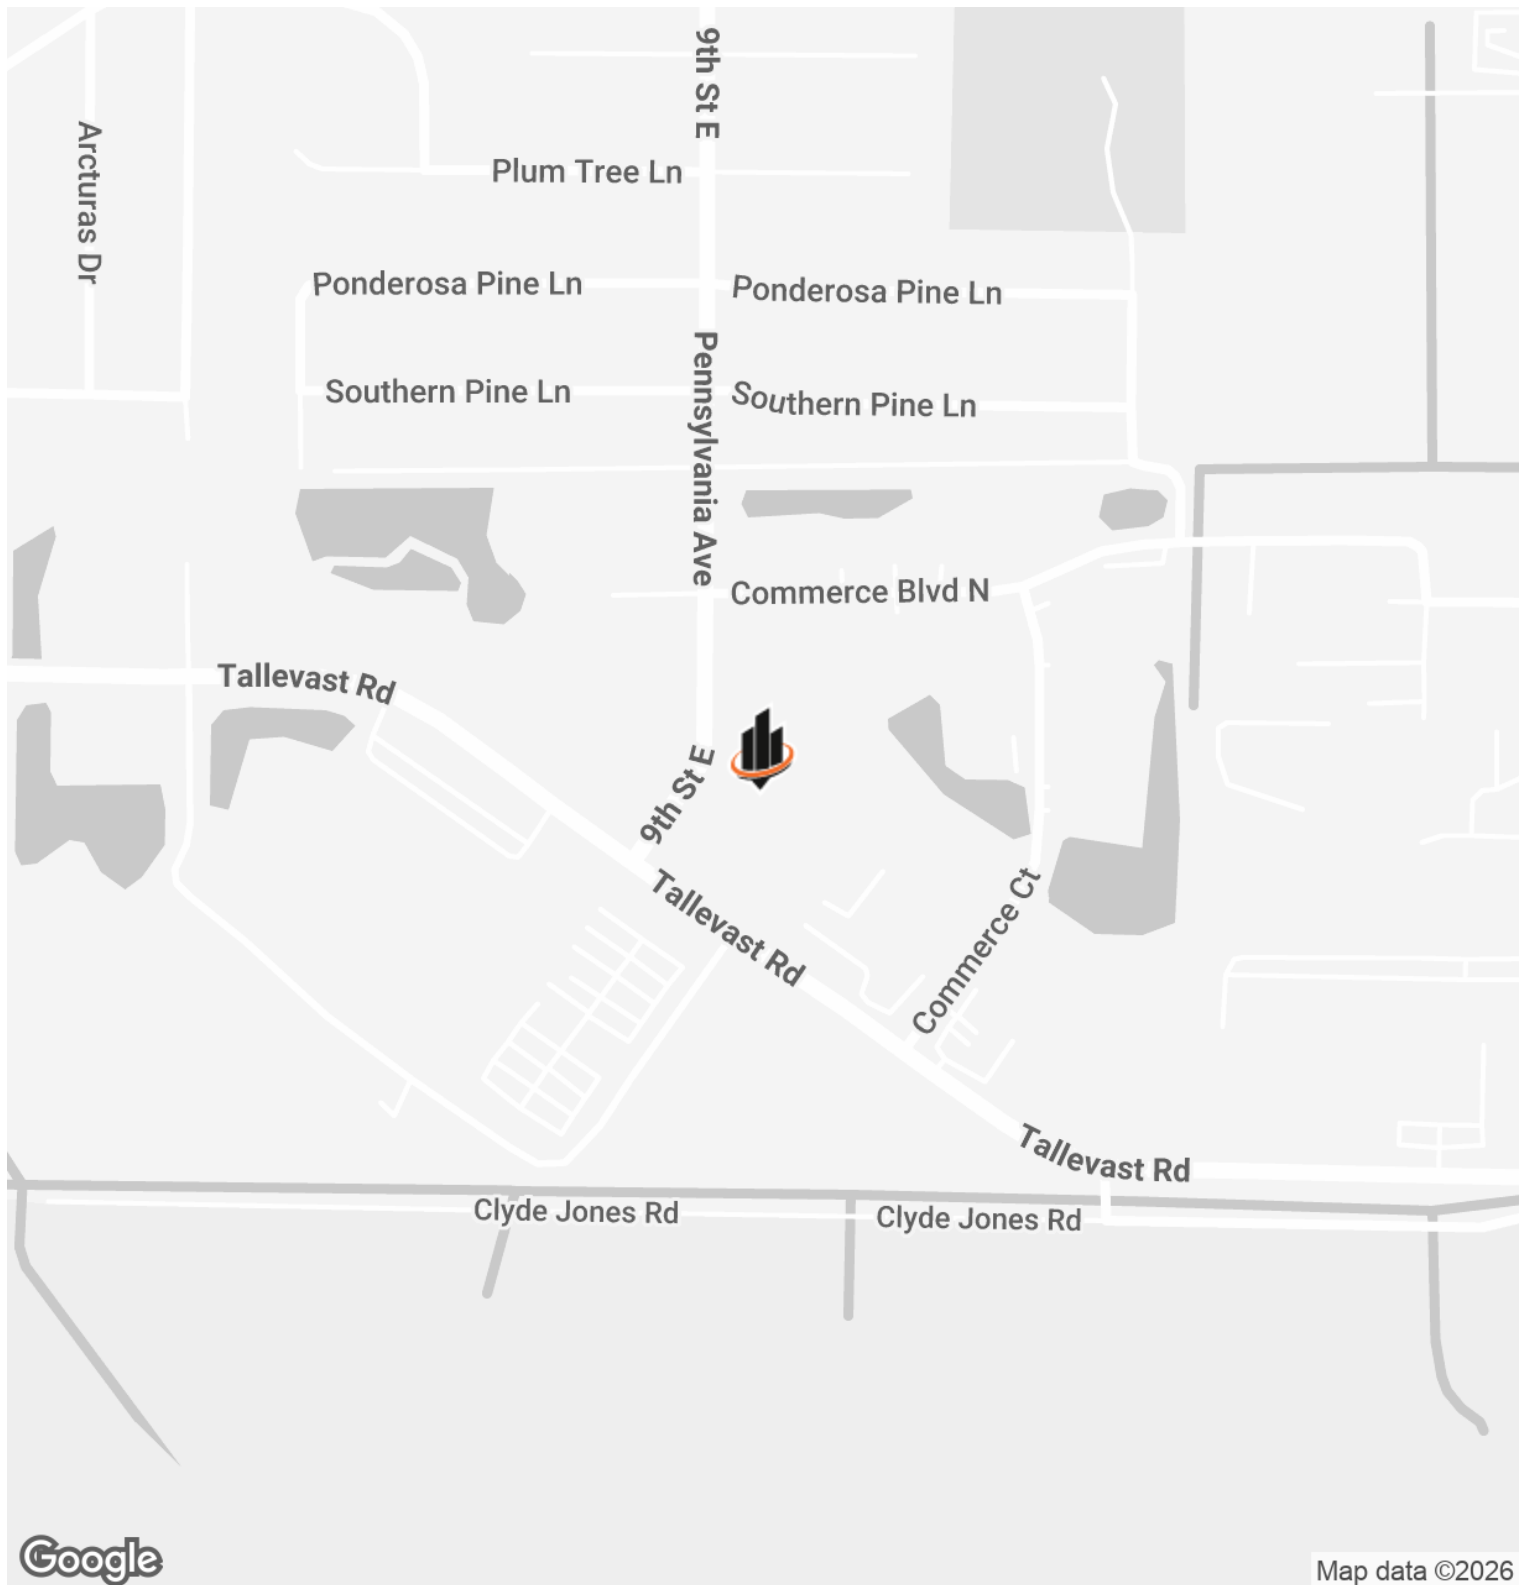 9th St E
Arcturas Dr
Plum Tree Ln
Ponderosa Pine Ln
Ponderosa Pine Ln
Pennsylvania Ave
Southern Pine Ln
Southern Pine Ln
Commerce Blvd N
Tallevast Rd
9th St E
Tallevast Rd
Commerce Ct
Tallevast Rd
Clyde Jones Rd
Clyde Jones Rd
Google
Map data ©2026